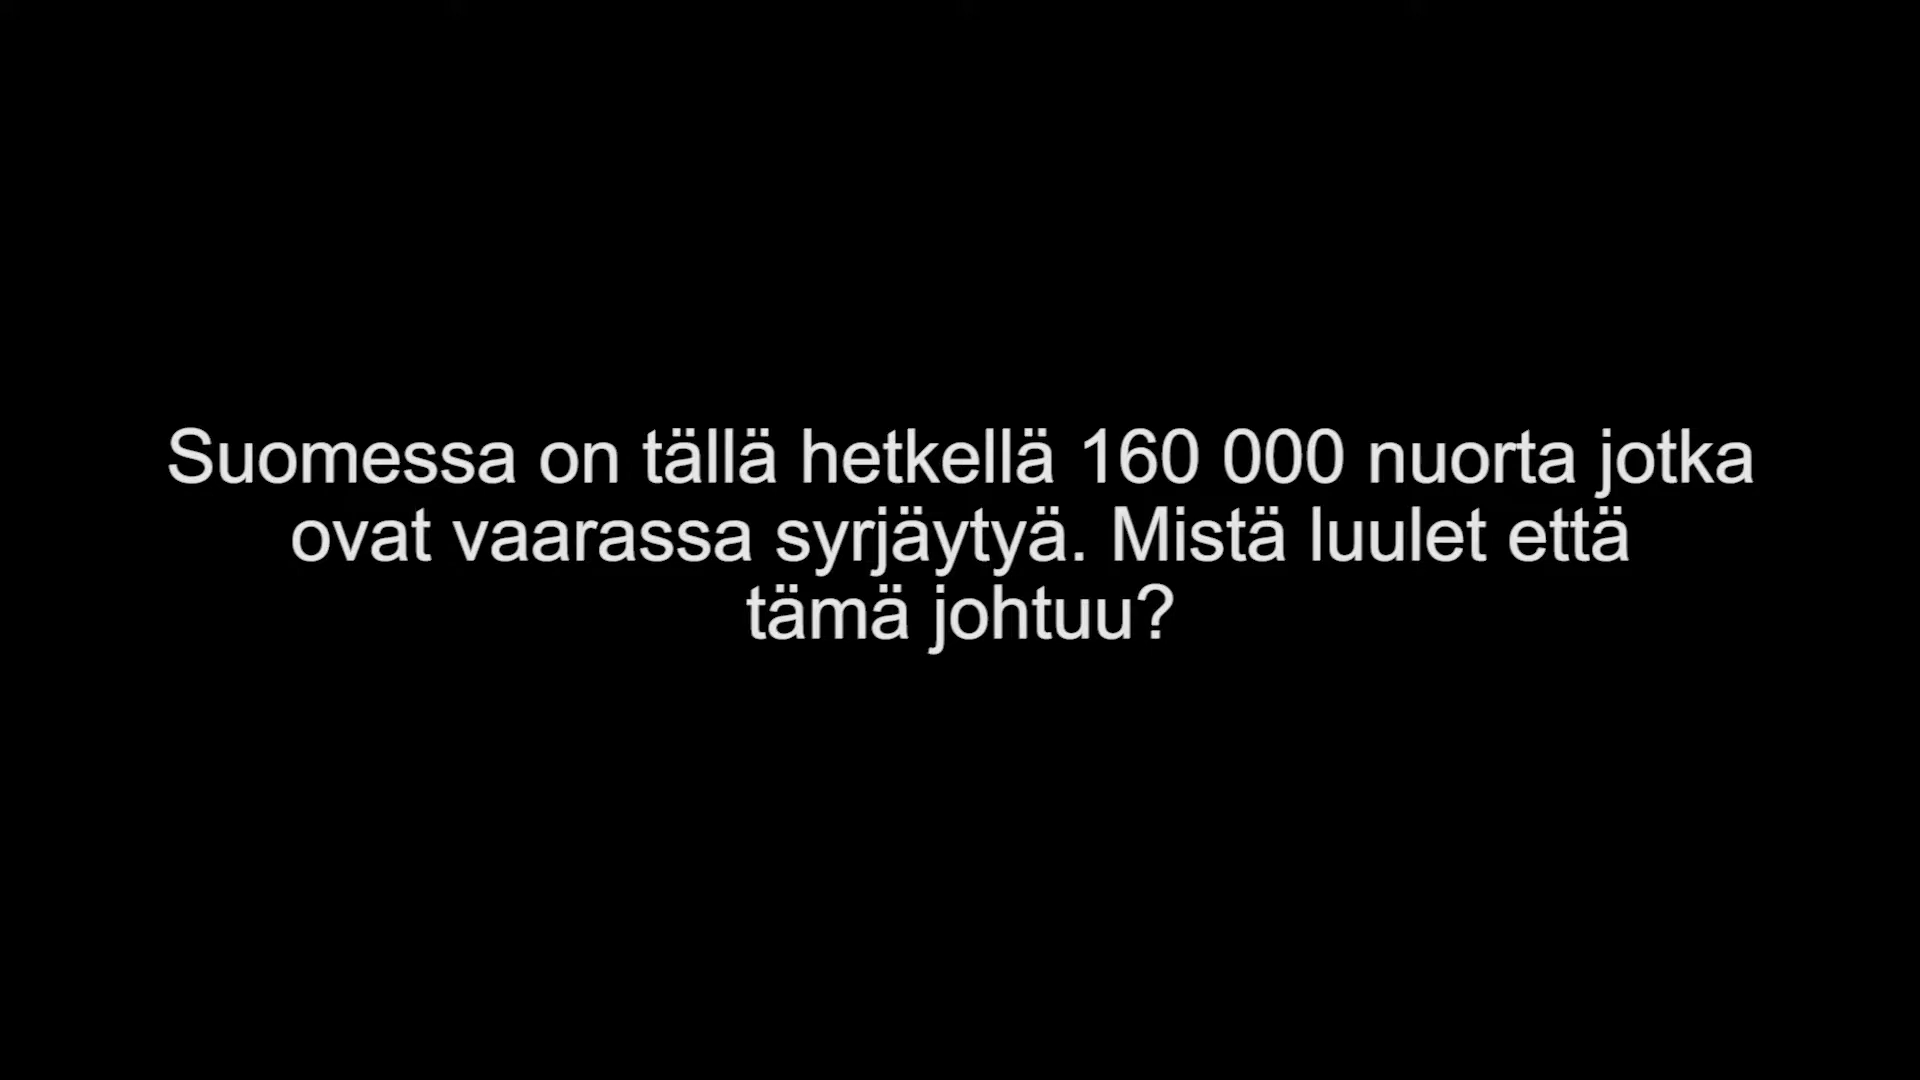 Suomessa on tällä hetkellä 160 000 nuorta jotka
ovat vaarassa syrjäytyä. Mistä luulet että
tämä johtuu?